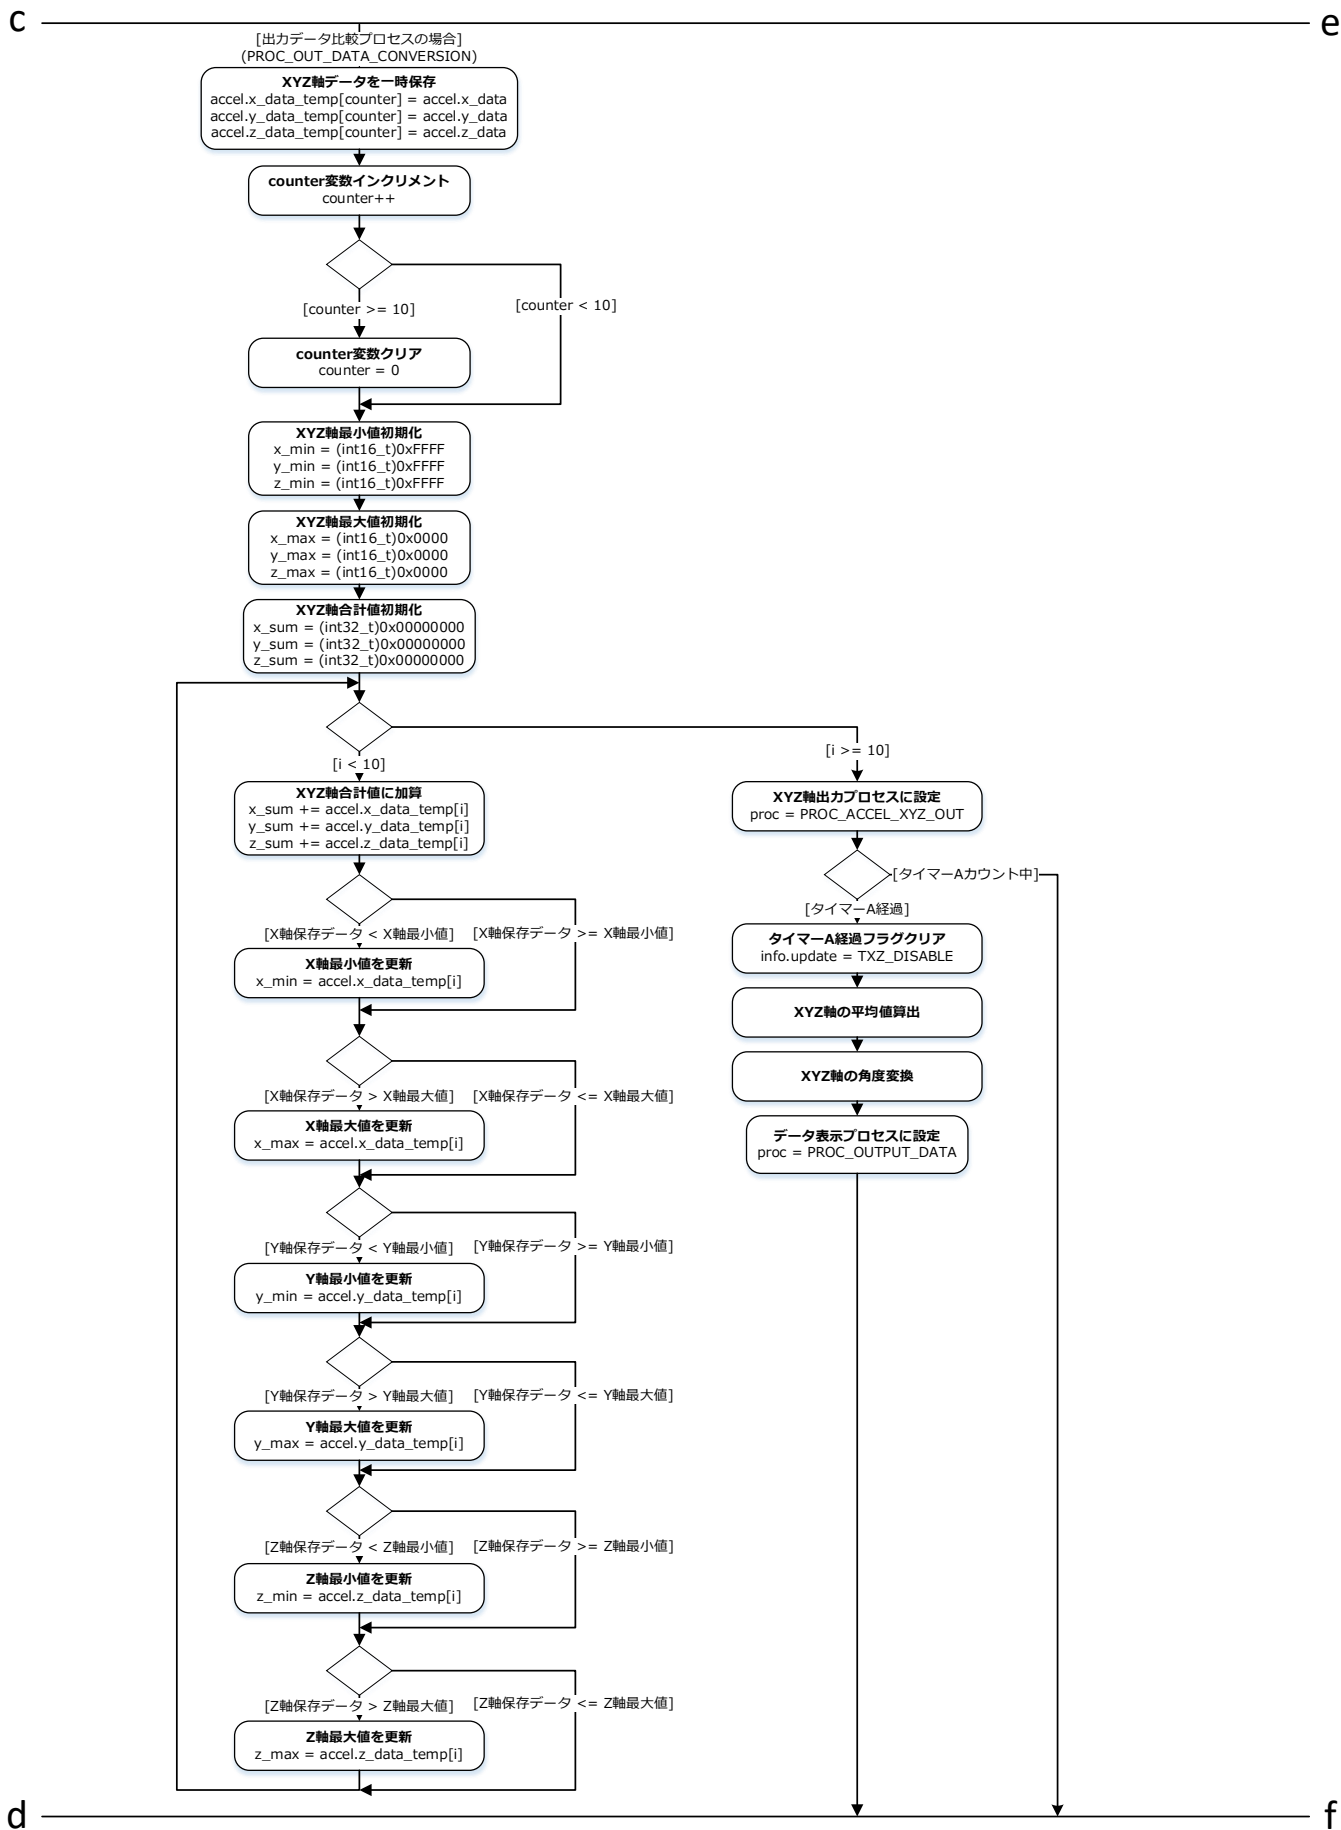 c
e
[出力データ比較プロセスの場合]
(PROC_OUT_DATA_CONVERSION)
XYZ軸データを一時保存
accel.x_data_temp[counter] = accel.x_data
accel.y_data_temp[counter] = accel.y_data
accel.z_data_temp[counter] = accel.z_data
counter変数インクリメント
counter++
[counter >= 10]
[counter < 10]
counter変数クリア
counter = 0
XYZ軸最小値初期化
x_min = (int16_t)0xFFFF
y_min = (int16_t)0xFFFF
z_min = (int16_t)0xFFFF
XYZ軸最大値初期化
x_max = (int16_t)0x0000
y_max = (int16_t)0x0000
z_max = (int16_t)0x0000
XYZ軸合計値初期化
x_sum = (int32_t)0x00000000
y_sum = (int32_t)0x00000000
z_sum = (int32_t)0x00000000
[i < 10]
XYZ軸合計値に加算
x_sum += accel.x_data_temp[i]
y_sum += accel.y_data_temp[i]
z_sum += accel.z_data_temp[i]
[X軸保存データ < X軸最小値]
[X軸保存データ >= X軸最小値]
X軸最小値を更新
x_min = accel.x_data_temp[i]
[X軸保存データ > X軸最大値]
[X軸保存データ <= X軸最大値]
X軸最大値を更新
x_max = accel.x_data_temp[i]
[Y軸保存データ < Y軸最小値]
[Y軸保存データ >= Y軸最小値]
Y軸最小値を更新
y_min = accel.y_data_temp[i]
[Y軸保存データ > Y軸最大値]
[Y軸保存データ <= Y軸最大値]
Y軸最大値を更新
y_max = accel.y_data_temp[i]
[Z軸保存データ < Z軸最小値]
[Z軸保存データ >= Z軸最小値]
Z軸最小値を更新
z_min = accel.z_data_temp[i]
[Z軸保存データ > Z軸最大値]
[Z軸保存データ <= Z軸最大値]
Z軸最大値を更新
z_max = accel.z_data_temp[i]
[i >= 10]
XYZ軸出力プロセスに設定
proc = PROC_ACCEL_XYZ_OUT
[タイマーAカウント中]
[タイマーA経過]
タイマーA経過フラグクリア
info.update = TXZ_DISABLE
XYZ軸の平均値算出
XYZ軸の角度変換
データ表示プロセスに設定
proc = PROC_OUTPUT_DATA
d
f